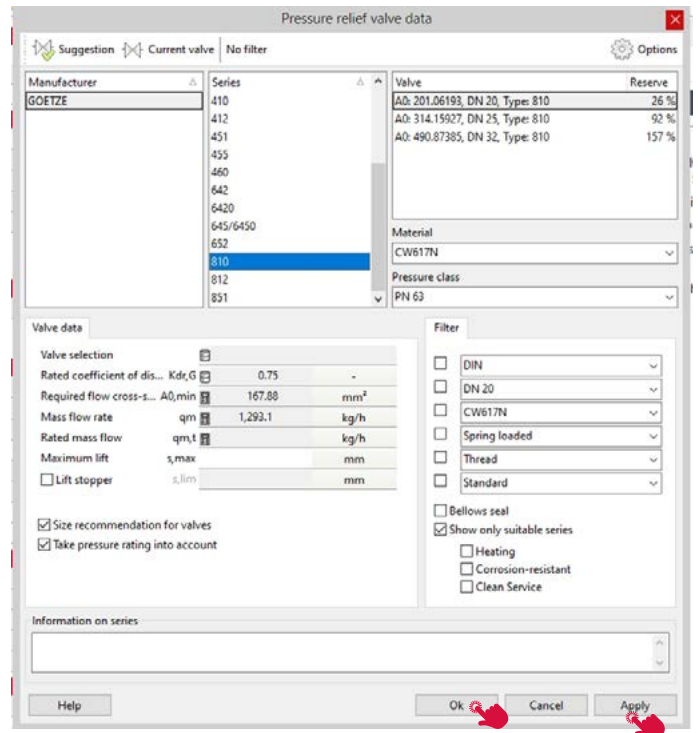 Pressure relief valve data
Suggestion Current valve No filter Options
Manufacturer
GOETZE
Series
410
412
451
455
460
642
6420
645/6450
652
810
812
851
Valve Reserve
A0: 201.06193, DN 20, Type: 810 26 %
A0: 314.15927, DN 25, Type: 810 92 %
A0: 490.87385, DN 32, Type: 810 157 %
Material
CW617N
Pressure class
PN 63
Valve data
Valve selection
Rated coefficient of dis... Kdr,G 0.75 -
Required flow cross-s... A0,min 167.88 mm²
Mass flow rate qm 1,293.1 kg/h
Rated mass flow qm,t kg/h
Maximum lift s,max mm
Lift stopper s,lim mm
Size recommendation for valves
Take pressure rating into account
Filter
DIN
DN 20
CW617N
Spring loaded
Thread
Standard
Bellows seal
Show only suitable series
Heating
Corrosion-resistant
Clean Service
Information on series
Help Ok Cancel Apply